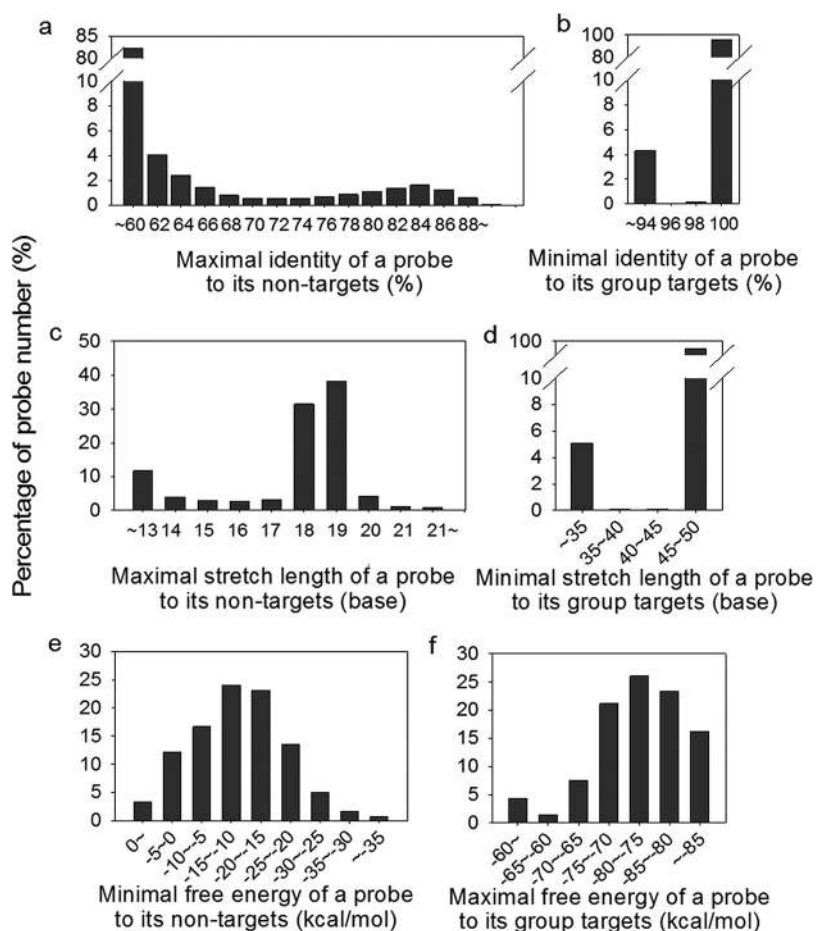 a
85
80
10
8
6
4
2
0
~60 62 64 66 68 70 72 74 76 78 80 82 84 86 88~
Maximal identity of a probe
to its non-targets (%)
b
100
80
10
8
6
4
2
0
~94 96 98 100
Minimal identity of a probe
to its group targets (%)
Percentage of probe number (%)
c
50
40
30
20
10
0
~13 14 15 16 17 18 19 20 21 21~
Maximal stretch length of a probe
to its non-targets (base)
d
100
10
8
6
4
2
0
~35 35~40 40~45 45~50
Minimal stretch length of a probe
to its group targets (base)
e
30
25
20
15
10
5
0
0~ -5~0 -10~-5 -15~-10 -20~-15 -25~-20 -30~-25 -35~-30 ~-35
Minimal free energy of a probe
to its non-targets (kcal/mol)
f
30
25
20
15
10
5
0
-60~ -65~-60 -70~-65 -75~-70 -80~-75 -85~-80 ~-85
Maximal free energy of a probe
to its group targets (kcal/mol)